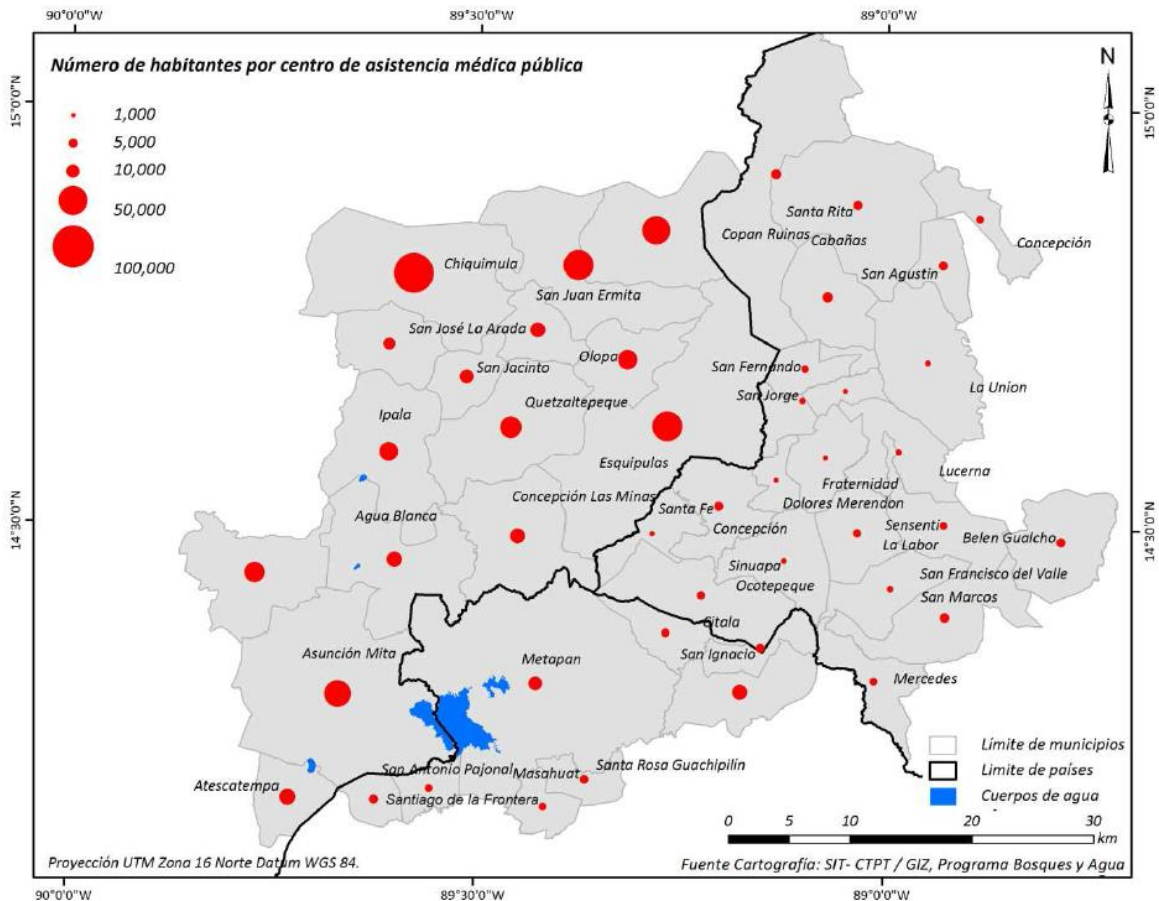 90°0'0"O
89°30'0"O
89°0'0"O
15°0'0"N
15°0'0"N
14°30'0"N
14°30'0"N
Número de habitantes por centro de asistencia médica pública
1,000
5,000
10,000
50,000
100,000
N
Santa Rita
Copan Ruinas
Cabañas
Concepción
San Agustin
Chiquimula
San Juan Ermita
San José La Arada
Olopa
San Jacinto
San Fernando
San Jorge
La Union
Ipala
Quetzaltepeque
Esquipulas
Lucerna
Fraternidad
Concepción Las Minas
Santa Fe
Dolores Merendon
Agua Blanca
Concepción
Sensenti
La Labor
Belen Gualcho
Sinuapa
Ocotepeque
San Francisco del Valle
San Marcos
Citala
Asunción Mita
Metapan
San Ignacio
Mercedes
Atescatempa
San Antonio Pajonal
Masahuat
Santa Rosa Guachipilín
Santiago de la Frontera
Límite de municipios
Limite de países
Cuerpos de agua
0 5 10 20 30
km
Proyección UTM Zona 16 Norte Datum WGS 84.
Fuente Cartografía: SIT- CTPT / GIZ, Programa Bosques y Agua
90°0'0"O
89°30'0"O
89°0'0"O